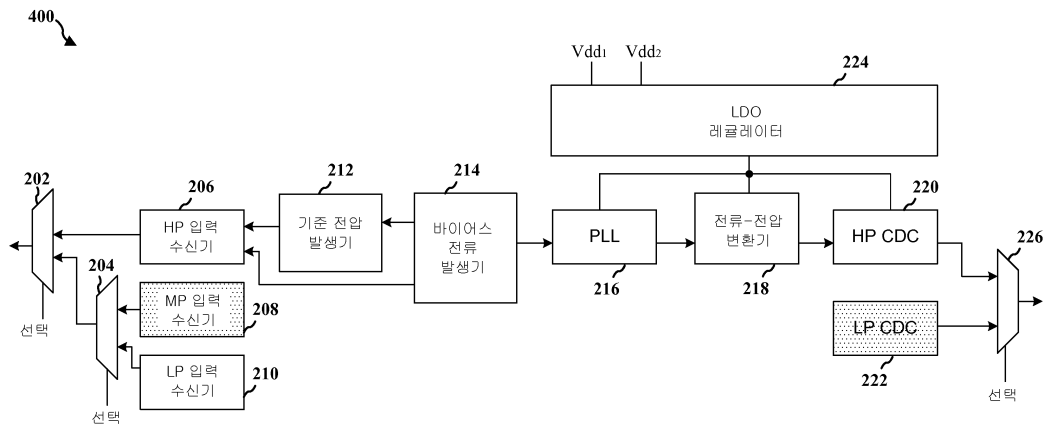 400
Vdd1
Vdd2
224
LDO
레귤레이터
202
206
212
214
220
226
HP 입력
수신기
기준 전압
발생기
바이어스
전류
발생기
PLL
전류-전압
변환기
HP CDC
216
218
204
MP 입력
수신기
208
선택
LP CDC
222
LP 입력
수신기
210
선택
선택